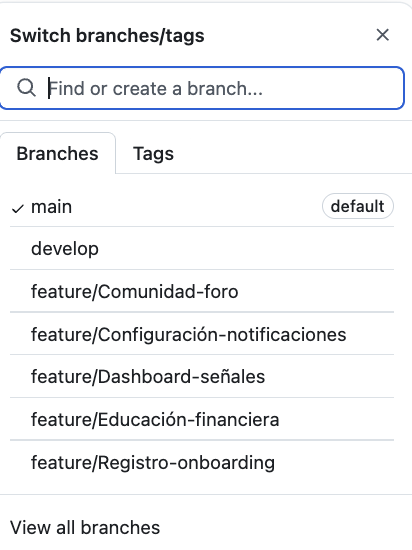 Switch branches/tags
Find or create a branch...
Branches Tags
main default
develop
feature/Comunidad-foro
feature/Configuración-notificaciones
feature/Dashboard-señales
feature/Educación-financiera
feature/Registro-onboarding
View all branches